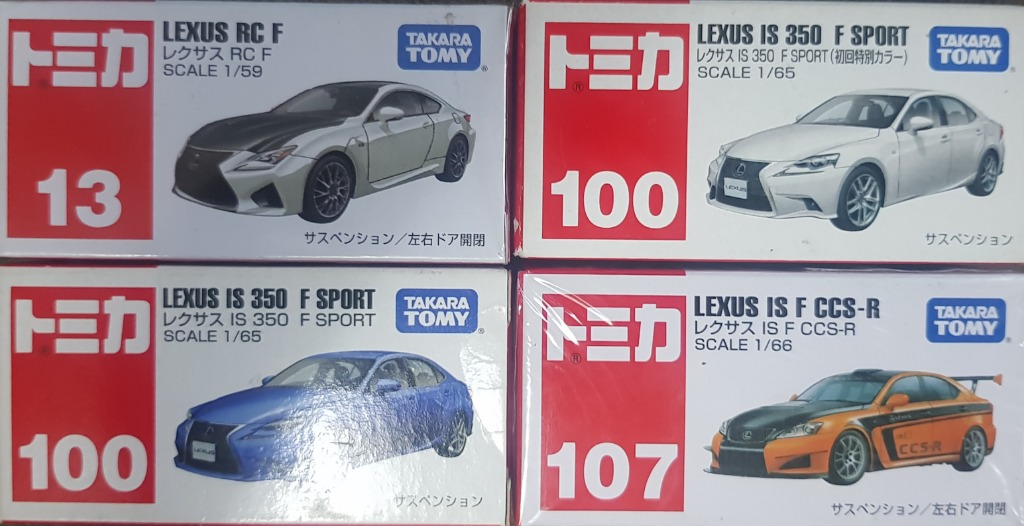 トミカ
13
LEXUS RC F
レクサス RC F
SCALE 1/59
TAKARA
TOMY
サスペンション/左右ドア開閉
トミカ
100
LEXUS IS 350 F SPORT
レクサス IS 350 F SPORT(初回特別カラー)
SCALE 1/65
TAKARA
TOMY
LEXUS
サスペンション
トミカ
100
LEXUS IS 350 F SPORT
レクサス IS 350 F SPORT
SCALE 1/65
TAKARA
TOMY
LEXUS
サスペンション
トミカ
107
LEXUS IS F CCS-R
レクサス IS F CCS-R
SCALE 1/66
TAKARA
TOMY
CCS-R
サスペンション/左右ドア開閉